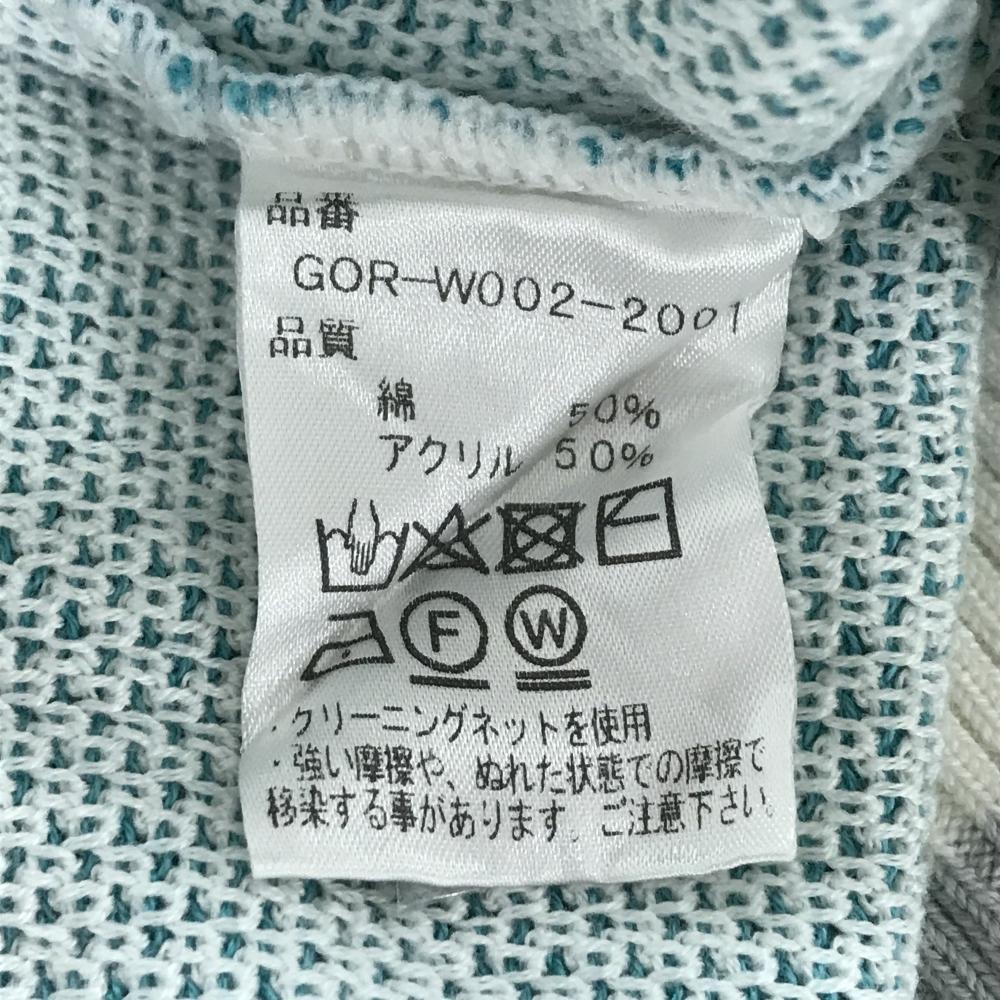 品番
GOR-W002-2001
品質
綿 50%
アクリル 50%
F W
・クリーニングネットを使用
・強い摩擦や、ぬれた状態での摩擦で
移染する事があります。ご注意下さい。